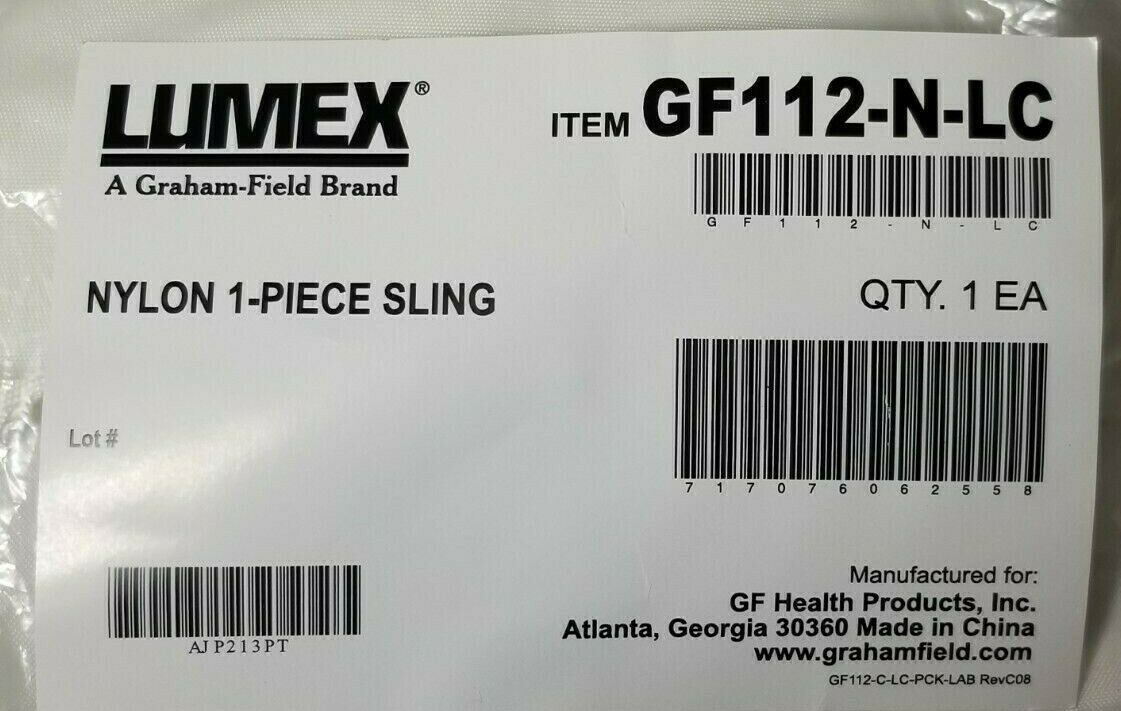 LUMEX®
A Graham-Field Brand
ITEM GF112-N-LC
GF112-N-LC
NYLON 1-PIECE SLING
QTY. 1 EA
717076062558
Lot #
AJP213PT
Manufactured for:
GF Health Products, Inc.
Atlanta, Georgia 30360 Made in China
www.grahamfield.com
GF112-C-LC-PCK-LAB RevC08